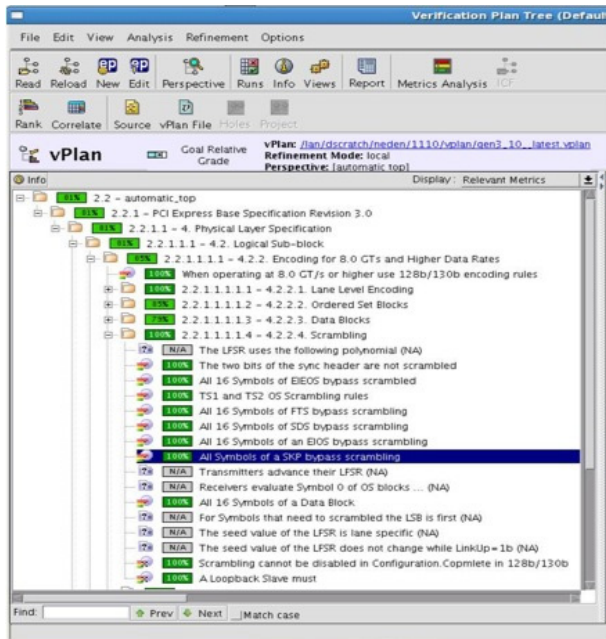 Verification Plan Tree (Defau
File Edit View Analysis Refinement Options
Read Reload New Edit Perspective Runs Info Views Report Metrics Analysis ICF
Rank Correlate Source vPlan File Holes Project
vPlan Goal Relative Grade
vPlan: /lan/dscratch/neden/1110/vplan/gen3_10__latest.vplan
Refinement Mode: local
Perspective: [automatic top]
Info Display: Relevant Metrics
81% 2.2 - automatic_top
81% 2.2.1 - PCI Express Base Specification Revision 3.0
81% 2.2.1.1 - 4. Physical Layer Specification
81% 2.2.1.1.1 - 4.2. Logical Sub-block
85% 2.2.1.1.1.1 - 4.2.2. Encoding for 8.0 GTs and Higher Data Rates
100% When operating at 8.0 GT/s or higher use 128b/130b encoding rules
100% 2.2.1.1.1.1.1 - 4.2.2.1. Lane Level Encoding
85% 2.2.1.1.1.1.2 - 4.2.2.2. Ordered Set Blocks
79% 2.2.1.1.1.1.3 - 4.2.2.3. Data Blocks
100% 2.2.1.1.1.1.4 - 4.2.2.4. Scrambling
N/A The LFSR uses the following polynomial (NA)
100% The two bits of the sync header are not scrambled
100% All 16 Symbols of EIEOS bypass scrambled
100% TS1 and TS2 OS Scrambling rules
100% All 16 Symbols of FTS bypass scrambling
100% All 16 Symbols of SDS bypass scrambling
100% All 16 Symbols of an EIOS bypass scrambling
100% All Symbols of a SKP bypass scrambling
N/A Transmitters advance their LFSR (NA)
N/A Receivers evaluate Symbol 0 of OS blocks ... (NA)
100% All 16 Symbols of a Data Block
N/A For Symbols that need to scrambled the LSB is first (NA)
N/A The seed value of the LFSR is lane specific (NA)
N/A The seed value of the LFSR does not change while LinkUp=1b (NA)
100% Scrambling cannot be disabled in Configuration.Copmlete in 128b/130b
100% A Loopback Slave must
Find: Prev Next Match case